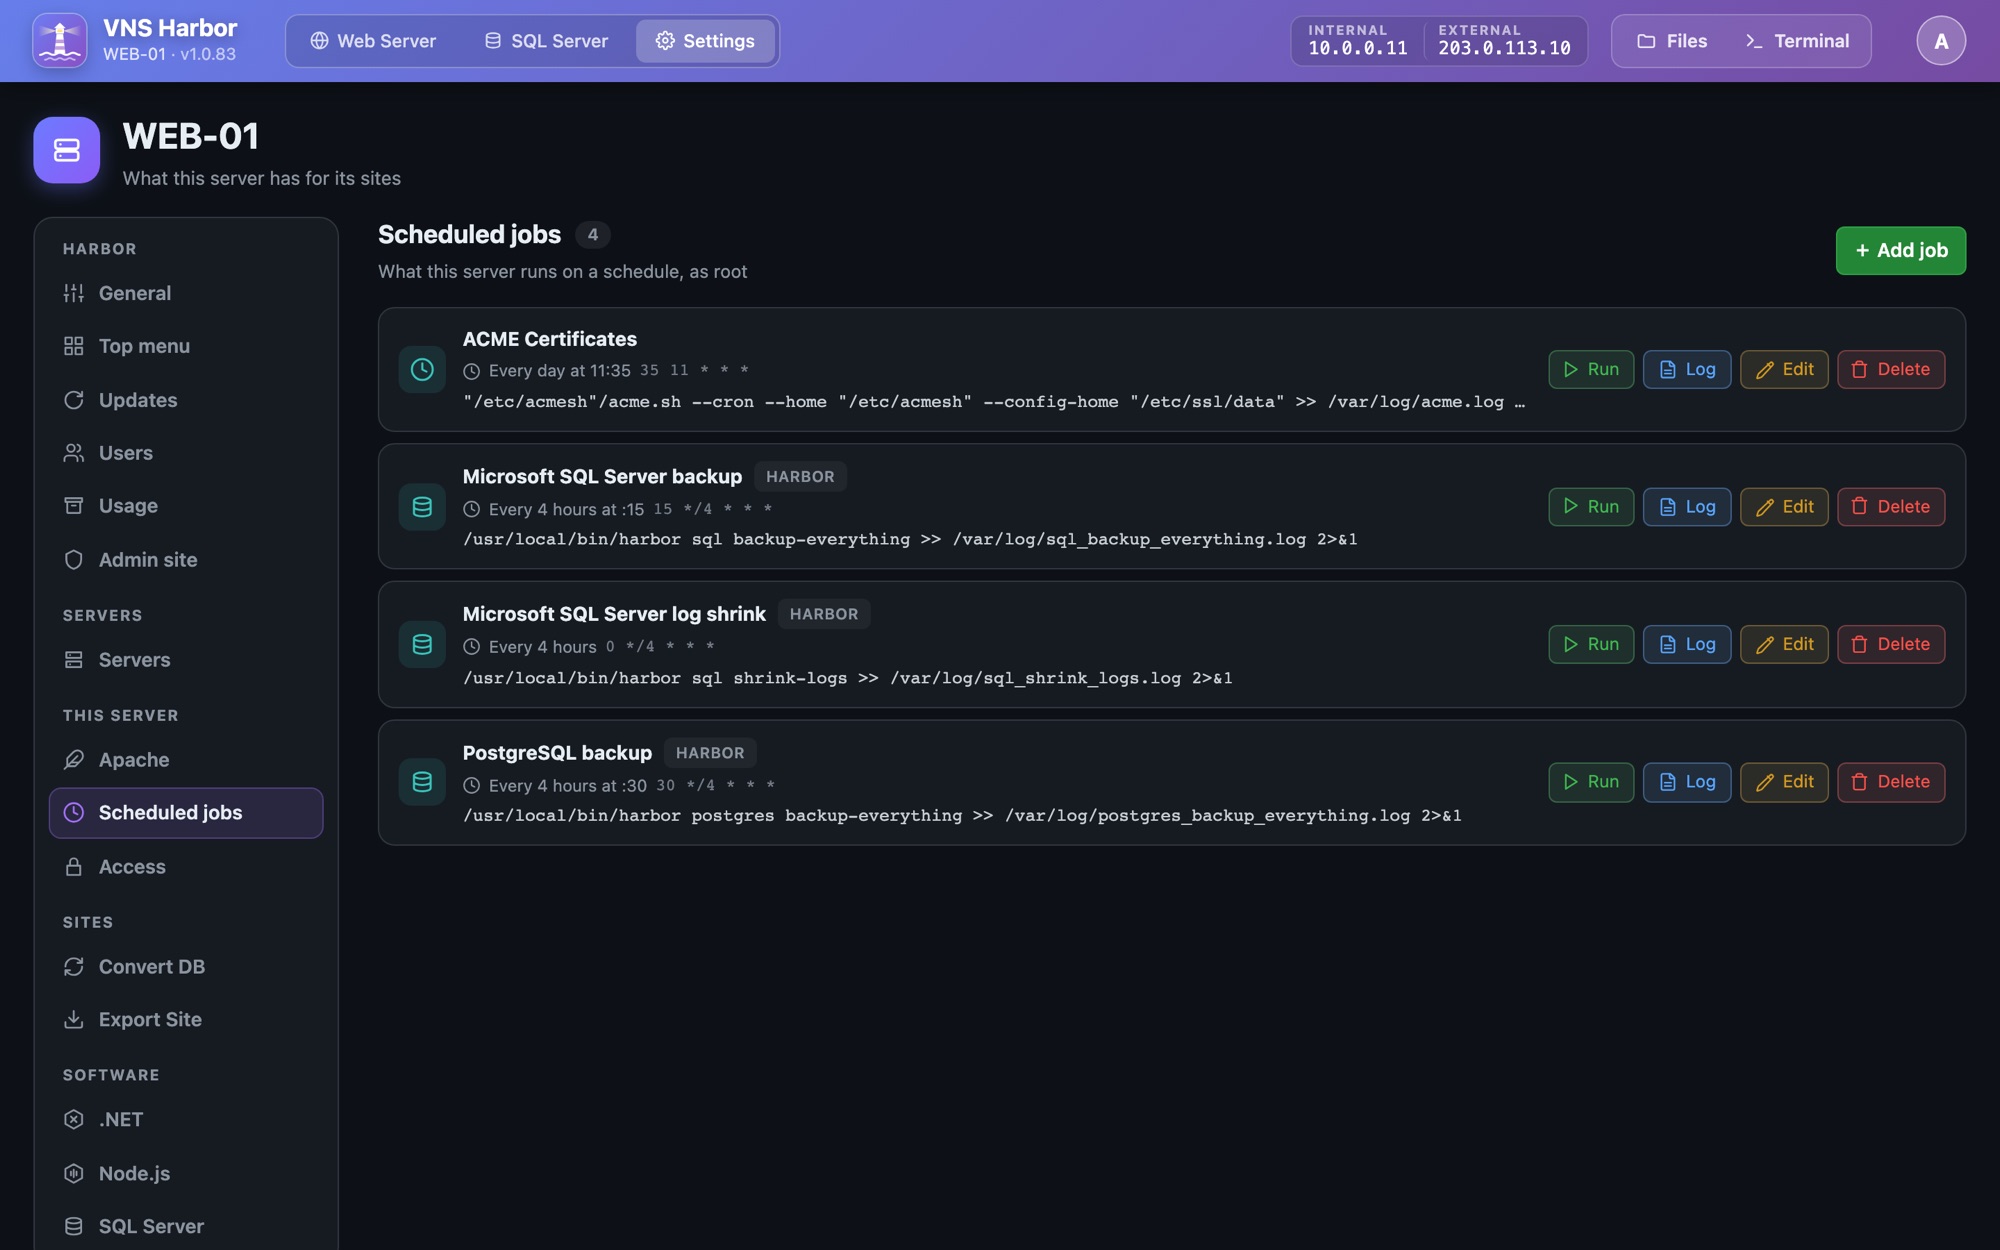 VNS Harbor
WEB-01 · v1.0.83
Web Server
SQL Server
Settings
INTERNAL
10.0.0.11
EXTERNAL
203.0.113.10
Files
Terminal
A
WEB-01
What this server has for its sites
HARBOR
General
Top menu
Updates
Users
Usage
Admin site
SERVERS
Servers
THIS SERVER
Apache
Scheduled jobs
Access
SITES
Convert DB
Export Site
SOFTWARE
.NET
Node.js
SQL Server
Scheduled jobs 4
What this server runs on a schedule, as root
+ Add job
ACME Certificates
Every day at 11:35 35 11 * * *
"/etc/acmesh"/acme.sh --cron --home "/etc/acmesh" --config-home "/etc/ssl/data" >> /var/log/acme.log …
Run Log Edit Delete
Microsoft SQL Server backup HARBOR
Every 4 hours at :15 15 */4 * * *
/usr/local/bin/harbor sql backup-everything >> /var/log/sql_backup_everything.log 2>&1
Run Log Edit Delete
Microsoft SQL Server log shrink HARBOR
Every 4 hours 0 */4 * * *
/usr/local/bin/harbor sql shrink-logs >> /var/log/sql_shrink_logs.log 2>&1
Run Log Edit Delete
PostgreSQL backup HARBOR
Every 4 hours at :30 30 */4 * * *
/usr/local/bin/harbor postgres backup-everything >> /var/log/postgres_backup_everything.log 2>&1
Run Log Edit Delete